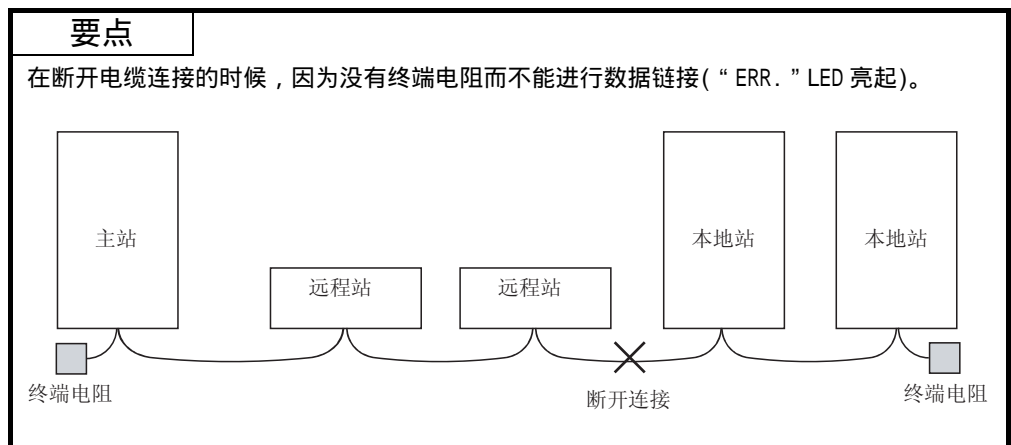 要点
在断开电缆连接的时候，因为没有终端电阻而不能进行数据链接(“ERR.”LED 亮起)。
主站
本地站
本地站
远程站
远程站
终端电阻
断开连接
终端电阻